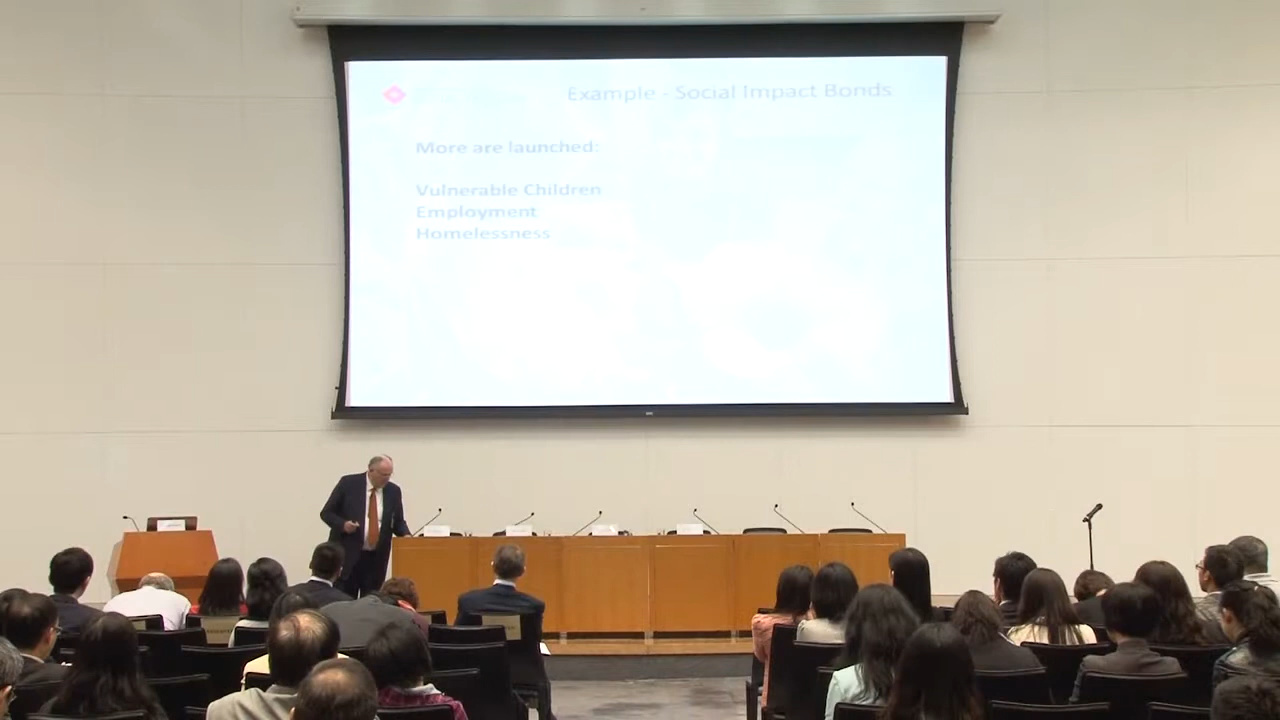 Example - Social Impact Bonds
More are launched:
Vulnerable Children
Employment
Homelessness